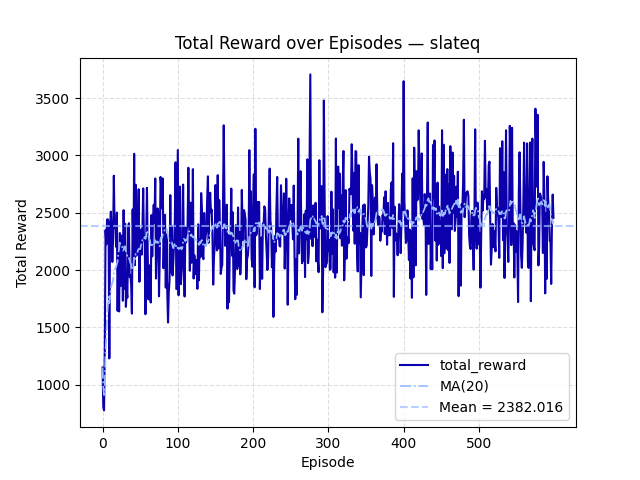 Total Reward over Episodes — slateq
Total Reward
3500
3000
2500
2000
1500
1000
0 100 200 300 400 500
Episode
total_reward
MA(20)
Mean = 2382.016